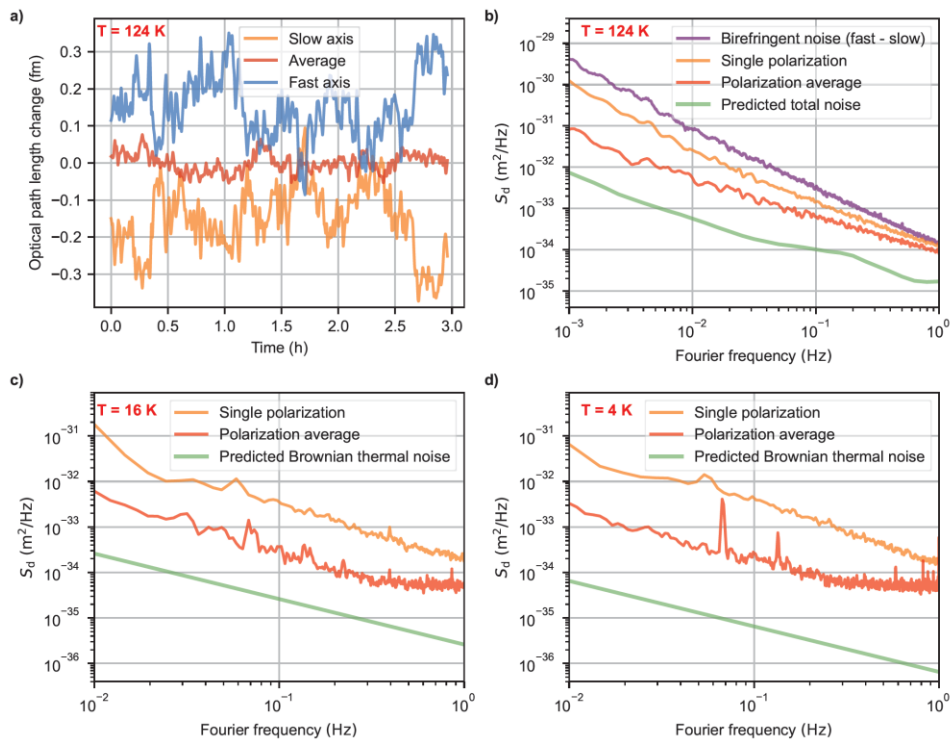 a)
T = 124 K
Slow axis
Average
Fast axis
Optical path length change (fm)
0.3
0.2
0.1
0.0
−0.1
−0.2
−0.3
0.0 0.5 1.0 1.5 2.0 2.5 3.0
Time (h)
b)
T = 124 K
Birefringent noise (fast - slow)
Single polarization
Polarization average
Predicted total noise
S_d (m²/Hz)
10⁻²⁹
10⁻³⁰
10⁻³¹
10⁻³²
10⁻³³
10⁻³⁴
10⁻³⁵
10⁻³ 10⁻² 10⁻¹ 10⁰
Fourier frequency (Hz)
c)
T = 16 K
Single polarization
Polarization average
Predicted Brownian thermal noise
S_d (m²/Hz)
10⁻³¹
10⁻³²
10⁻³³
10⁻³⁴
10⁻³⁵
10⁻³⁶
10⁻² 10⁻¹ 10⁰
Fourier frequency (Hz)
d)
T = 4 K
Single polarization
Polarization average
Predicted Brownian thermal noise
S_d (m²/Hz)
10⁻³¹
10⁻³²
10⁻³³
10⁻³⁴
10⁻³⁵
10⁻³⁶
10⁻² 10⁻¹ 10⁰
Fourier frequency (Hz)